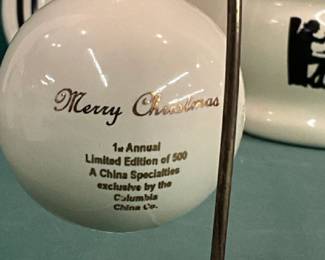 Merry Christmas
1st Annual
Limited Edition of 500
A China Specialties
exclusive by the
Columbia
China Co.